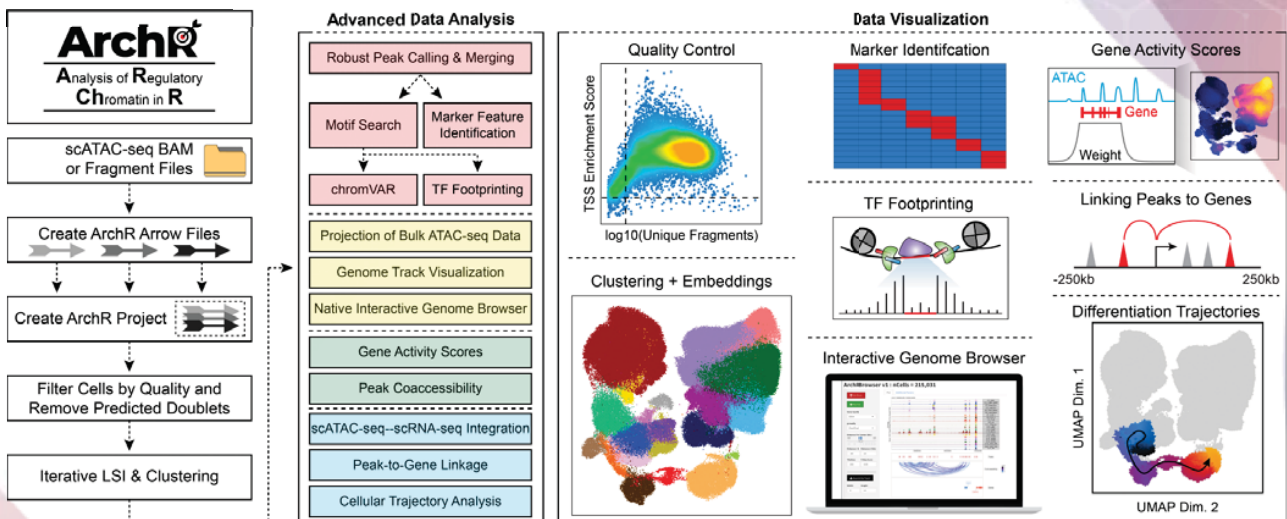 ArchR
Analysis of Regulatory
Chromatin in R
scATAC-seq BAM
or Fragment Files
Create ArchR Arrow Files
Create ArchR Project
Filter Cells by Quality and
Remove Predicted Doublets
Iterative LSI & Clustering
Advanced Data Analysis
Robust Peak Calling & Merging
Motif Search
Marker Feature
Identification
chromVAR
TF Footprinting
Projection of Bulk ATAC-seq Data
Genome Track Visualization
Native Interactive Genome Browser
Gene Activity Scores
Peak Coaccessibility
scATAC-seq--scRNA-seq Integration
Peak-to-Gene Linkage
Cellular Trajectory Analysis
Data Visualization
Quality Control
TSS Enrichment Score
log10(Unique Fragments)
Clustering + Embeddings
Marker Identifcation
TF Footprinting
Interactive Genome Browser
ArchRBrowser v1 : nCells = 215,031
Gene Activity Scores
ATAC
Gene
Weight
Linking Peaks to Genes
-250kb
250kb
Differentiation Trajectories
UMAP Dim. 1
UMAP Dim. 2